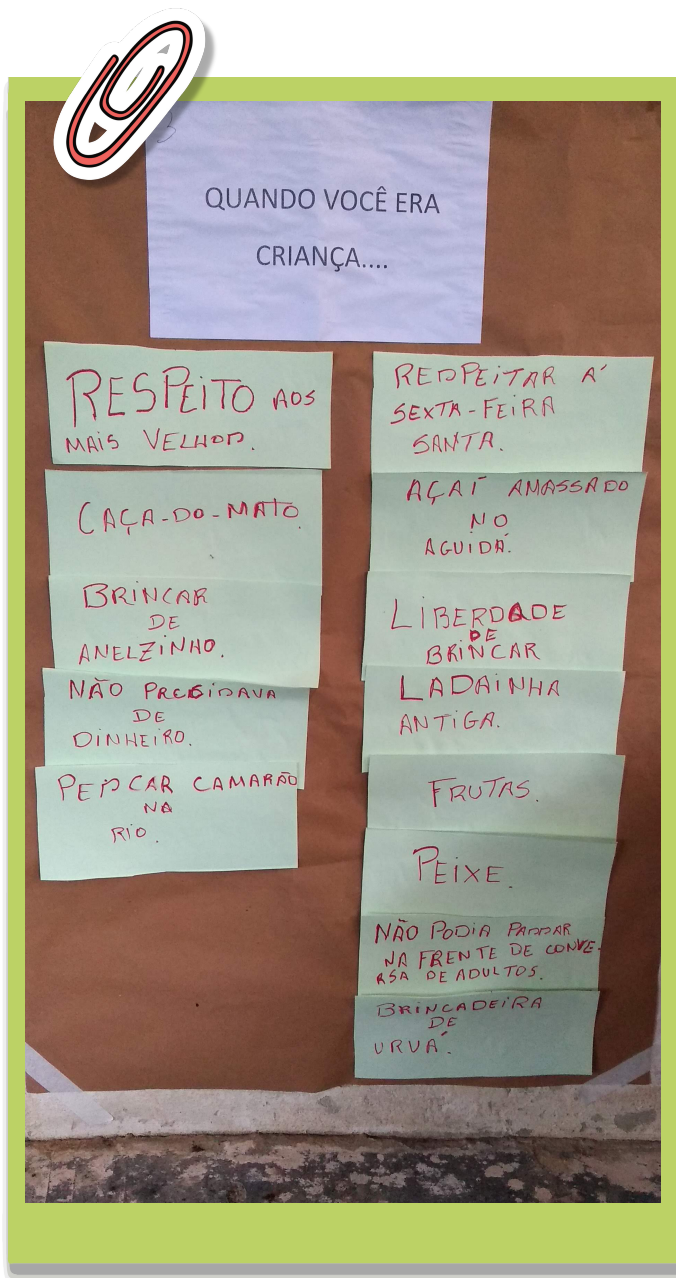 3
QUANDO VOCÊ ERA
CRIANÇA....
RESPEITO AOS
MAIS VELHOS.
CAÇA-DO-MATO.
BRINCAR
DE
ANELZINHO.
NÃO PRECISAVA
DE
DINHEIRO.
PESCAR CAMARÃO
NA
RIO.
RESPEITAR Á
SEXTA-FEIRA
SANTA.
AÇAÍ AMASSADO
NO
AGUIDÁ.
LIBERDADE
DE
BRINCAR
LADAINHA
ANTIGA.
FRUTAS.
PEIXE.
NÃO PODIA PASSAR
NA FRENTE DE CONVE-
RSA DE ADULTOS.
BRINCADEIRA
DE
URUÁ.